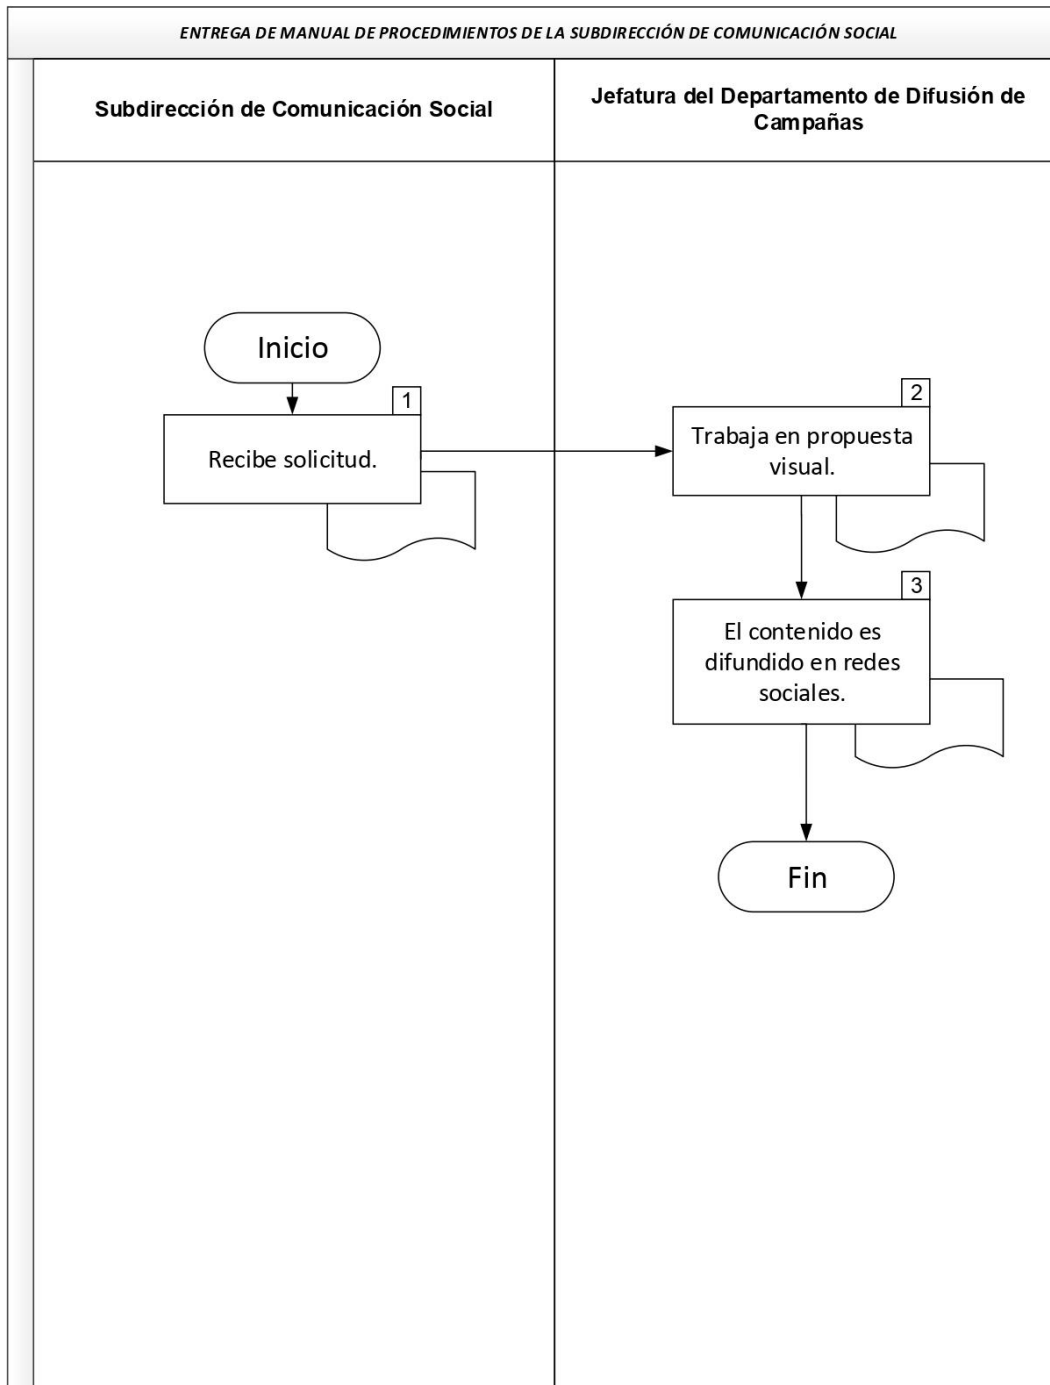 ENTREGA DE MANUAL DE PROCEDIMIENTOS DE LA SUBDIRECCIÓN DE COMUNICACIÓN SOCIAL
Subdirección de Comunicación Social
Jefatura del Departamento de Difusión de
Campañas
Inicio
1
Recibe solicitud.
2
Trabaja en propuesta
visual.
3
El contenido es
difundido en redes
sociales.
Fin